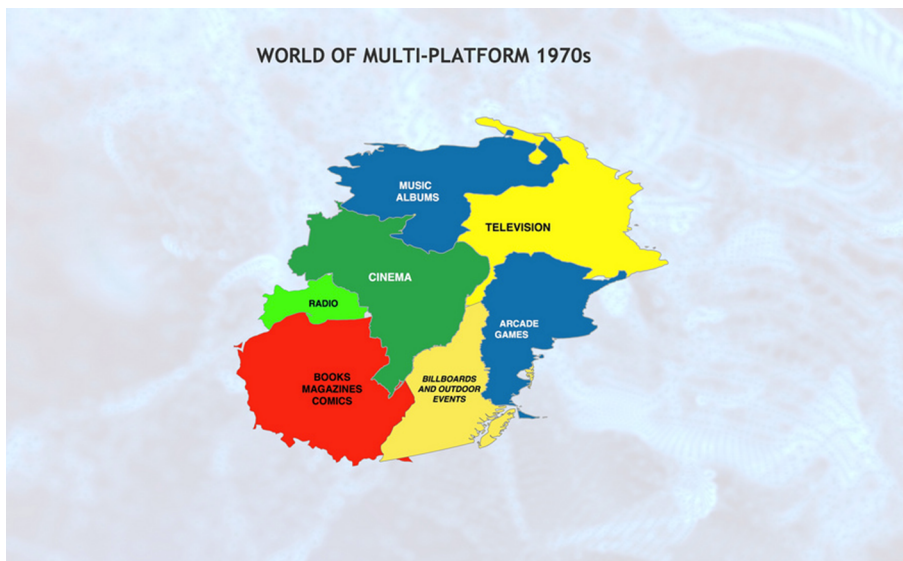 WORLD OF MULTI-PLATFORM 1970s
MUSIC
ALBUMS
TELEVISION
CINEMA
RADIO
ARCADE
GAMES
BOOKS
MAGAZINES
COMICS
BILLBOARDS
AND OUTDOOR
EVENTS